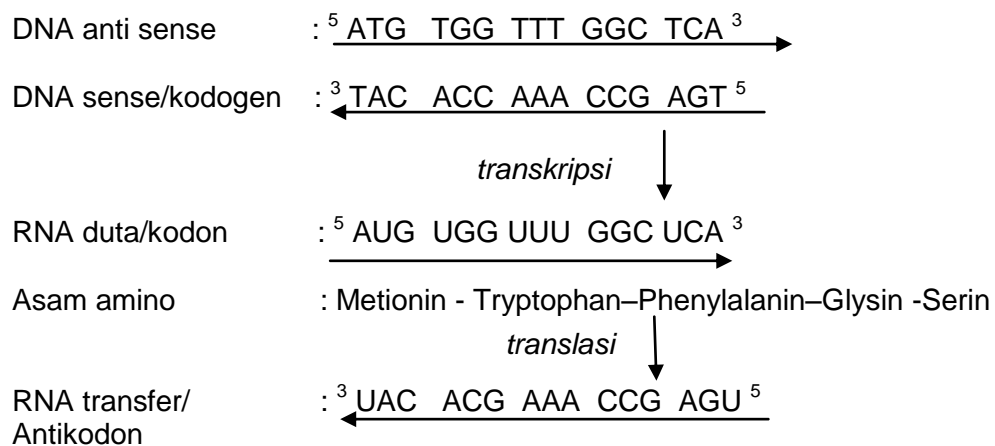 DNA anti sense : 5 ATG TGG TTT GGC TCA 3
DNA sense/kodogen : 3 TAC ACC AAA CCG AGT 5
transkripsi
RNA duta/kodon : 5 AUG UGG UUU GGC UCA 3
Asam amino : Metionin - Tryptophan–Phenylalanin–Glysin -Serin
translasi
RNA transfer/ : 3 UAC ACG AAA CCG AGU 5
Antikodon